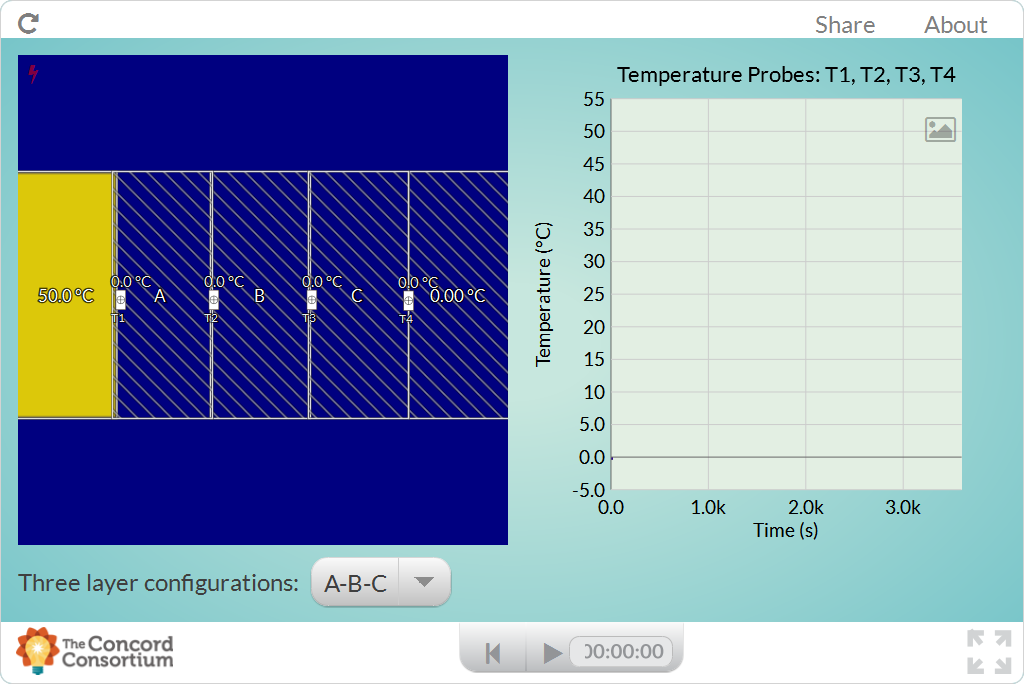 Share About
Temperature Probes: T1, T2, T3, T4
55
50
45
40
35
30
25
20
15
10
5.0
0.0
-5.0
Temperature (°C)
0.0 1.0k 2.0k 3.0k
Time (s)
0.0 °C 0.0 °C 0.0 °C 0.0 °C
50.0 °C A B C 0.00 °C
T1 T2 T3 T4
Three layer configurations: A-B-C
The Concord
Consortium
00:00:00